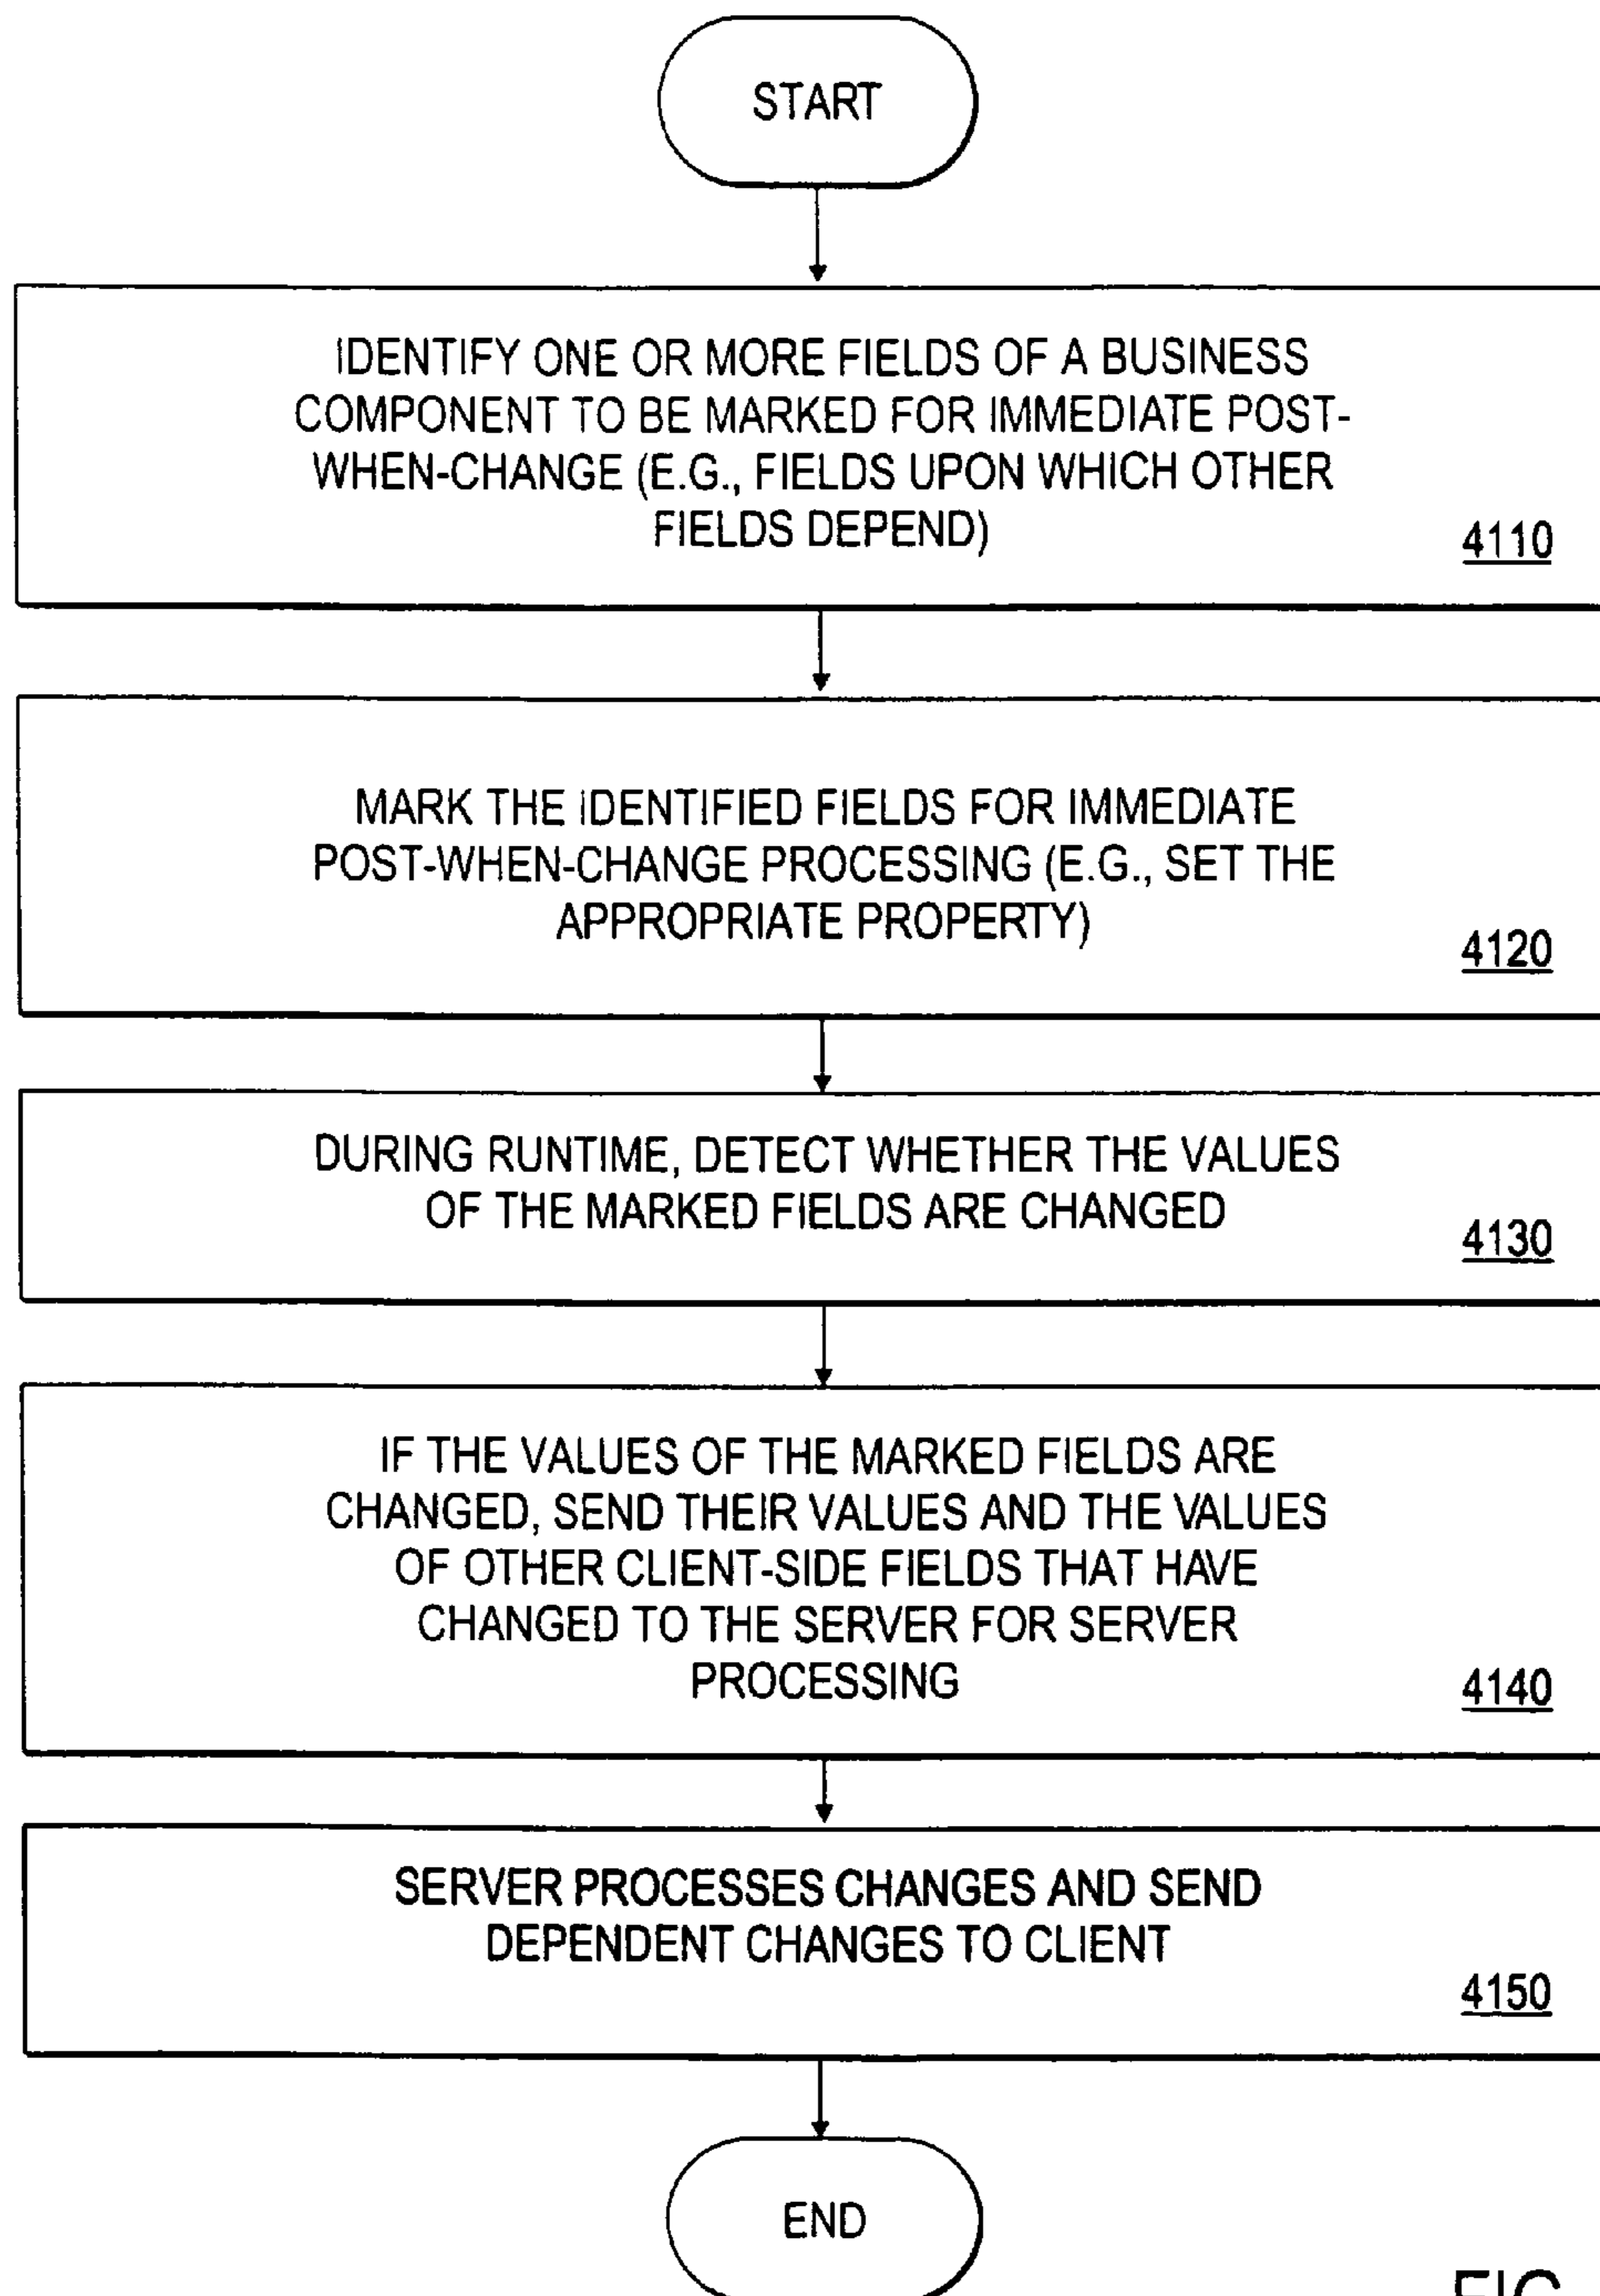 START
IDENTIFY ONE OR MORE FIELDS OF A BUSINESS
COMPONENT TO BE MARKED FOR IMMEDIATE POST-
WHEN-CHANGE (E.G., FIELDS UPON WHICH OTHER
FIELDS DEPEND)
4110
MARK THE IDENTIFIED FIELDS FOR IMMEDIATE
POST-WHEN-CHANGE PROCESSING (E.G., SET THE
APPROPRIATE PROPERTY)
4120
DURING RUNTIME, DETECT WHETHER THE VALUES
OF THE MARKED FIELDS ARE CHANGED
4130
IF THE VALUES OF THE MARKED FIELDS ARE
CHANGED, SEND THEIR VALUES AND THE VALUES
OF OTHER CLIENT-SIDE FIELDS THAT HAVE
CHANGED TO THE SERVER FOR SERVER
PROCESSING
4140
SERVER PROCESSES CHANGES AND SEND
DEPENDENT CHANGES TO CLIENT
4150
END
FIG